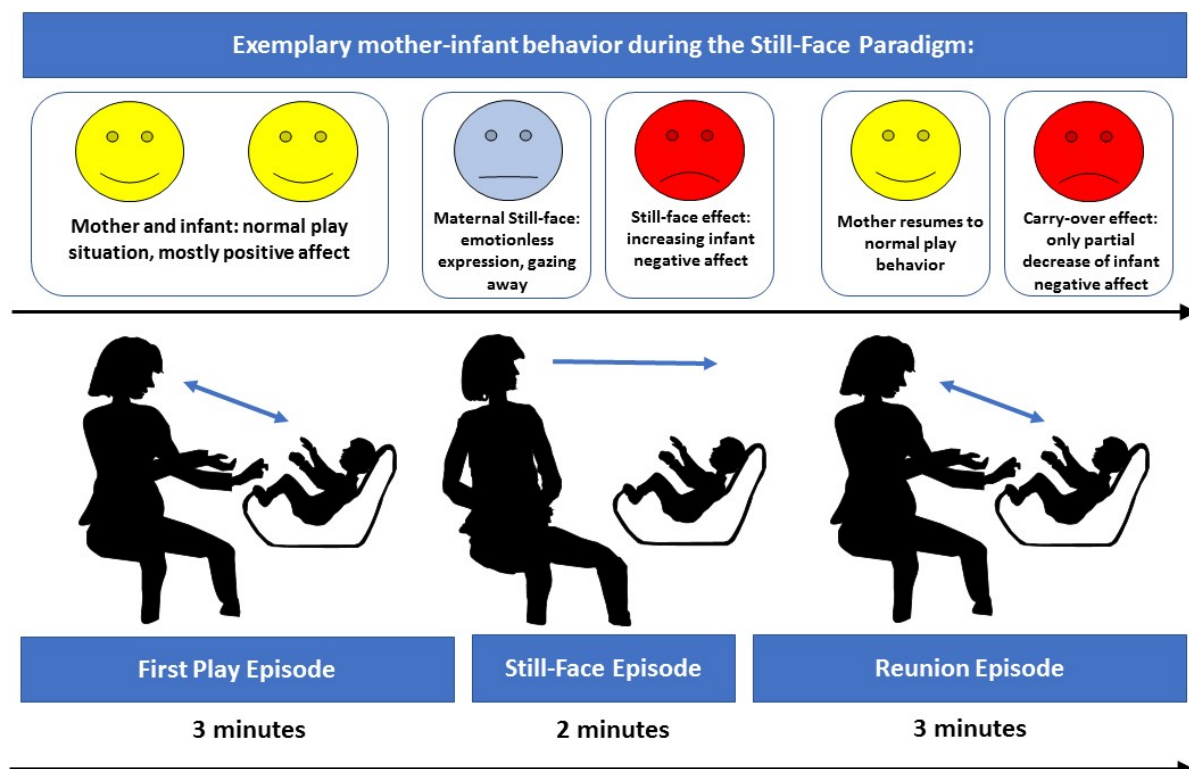 Exemplary mother-infant behavior during the Still-Face Paradigm:
Mother and infant: normal play
situation, mostly positive affect
Maternal Still-face:
emotionless
expression, gazing
away
Still-face effect:
increasing infant
negative affect
Mother resumes to
normal play
behavior
Carry-over effect:
only partial
decrease of infant
negative affect
First Play Episode
Still-Face Episode
Reunion Episode
3 minutes
2 minutes
3 minutes